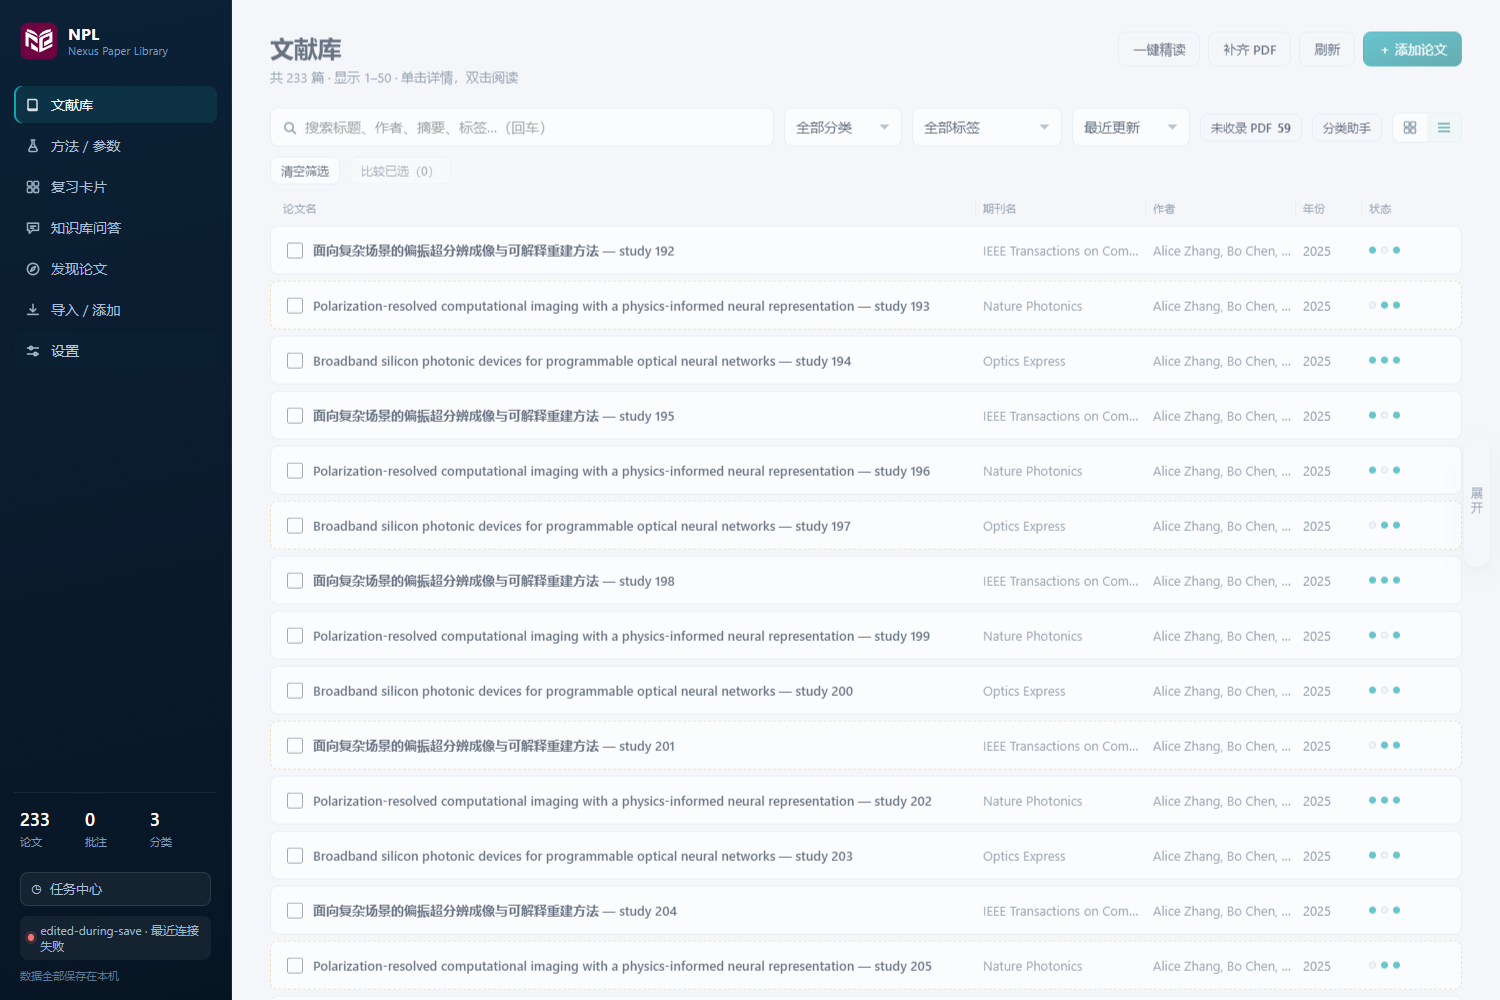 NPL
Nexus Paper Library
文献库
方法 / 参数
复习卡片
知识库问答
发现论文
导入 / 添加
设置
233 0 3
论文 批注 分类
任务中心
edited-during-save · 最近连接
失败
数据全部保存在本机
文献库
共 233 篇 · 显示 1–50 · 单击详情，双击阅读
一键精读 补齐 PDF 刷新 + 添加论文
搜索标题、作者、摘要、标签...（回车） 全部分类 全部标签 最近更新 未收录 PDF 59 分类助手
清空筛选 比较已选（0）
论文名 期刊名 作者 年份 状态
面向复杂场景的偏振超分辨成像与可解释重建方法 — study 192 IEEE Transactions on Com... Alice Zhang, Bo Chen, ... 2025
Polarization-resolved computational imaging with a physics-informed neural representation — study 193 Nature Photonics Alice Zhang, Bo Chen, ... 2025
Broadband silicon photonic devices for programmable optical neural networks — study 194 Optics Express Alice Zhang, Bo Chen, ... 2025
面向复杂场景的偏振超分辨成像与可解释重建方法 — study 195 IEEE Transactions on Com... Alice Zhang, Bo Chen, ... 2025
Polarization-resolved computational imaging with a physics-informed neural representation — study 196 Nature Photonics Alice Zhang, Bo Chen, ... 2025
Broadband silicon photonic devices for programmable optical neural networks — study 197 Optics Express Alice Zhang, Bo Chen, ... 2025
面向复杂场景的偏振超分辨成像与可解释重建方法 — study 198 IEEE Transactions on Com... Alice Zhang, Bo Chen, ... 2025
Polarization-resolved computational imaging with a physics-informed neural representation — study 199 Nature Photonics Alice Zhang, Bo Chen, ... 2025
Broadband silicon photonic devices for programmable optical neural networks — study 200 Optics Express Alice Zhang, Bo Chen, ... 2025
面向复杂场景的偏振超分辨成像与可解释重建方法 — study 201 IEEE Transactions on Com... Alice Zhang, Bo Chen, ... 2025
Polarization-resolved computational imaging with a physics-informed neural representation — study 202 Nature Photonics Alice Zhang, Bo Chen, ... 2025
Broadband silicon photonic devices for programmable optical neural networks — study 203 Optics Express Alice Zhang, Bo Chen, ... 2025
面向复杂场景的偏振超分辨成像与可解释重建方法 — study 204 IEEE Transactions on Com... Alice Zhang, Bo Chen, ... 2025
Polarization-resolved computational imaging with a physics-informed neural representation — study 205 Nature Photonics Alice Zhang, Bo Chen, ... 2025
展开